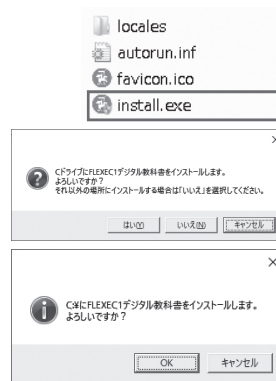 locales
autorun.inf
favicon.ico
install.exe
CドライブにFLEXEC1デジタル教科書をインストールします。
よろしいですか？
それ以外の場所にインストールする場合は「いいえ」を選択してください。
はい(Y) いいえ(N) キャンセル
C:¥にFLEXEC1デジタル教科書をインストールします。
よろしいですか？
OK キャンセル